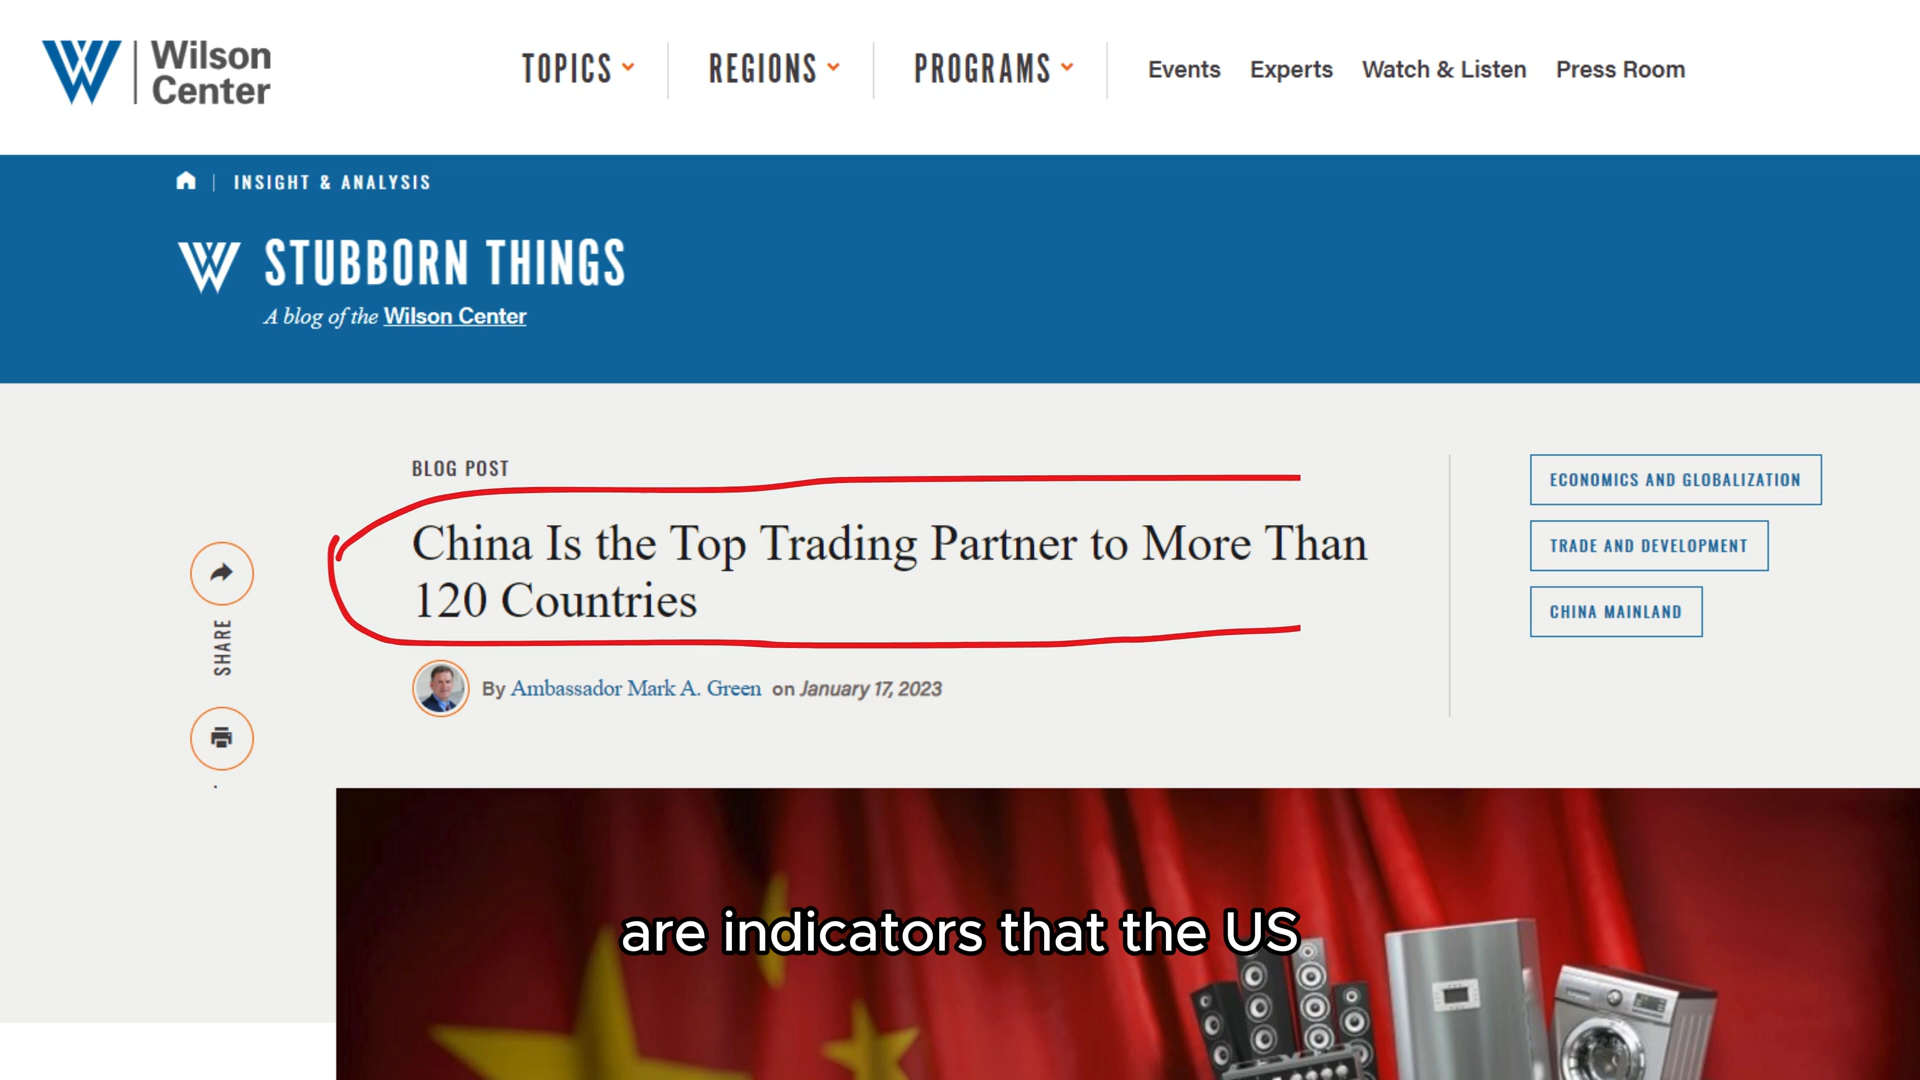 Wilson
Center
TOPICS
REGIONS
PROGRAMS
Events
Experts
Watch & Listen
Press Room
INSIGHT & ANALYSIS
STUBBORN THINGS
A blog of the Wilson Center
BLOG POST
China Is the Top Trading Partner to More Than
120 Countries
By Ambassador Mark A. Green on January 17, 2023
ECONOMICS AND GLOBALIZATION
TRADE AND DEVELOPMENT
CHINA MAINLAND
SHARE
are indicators that the US